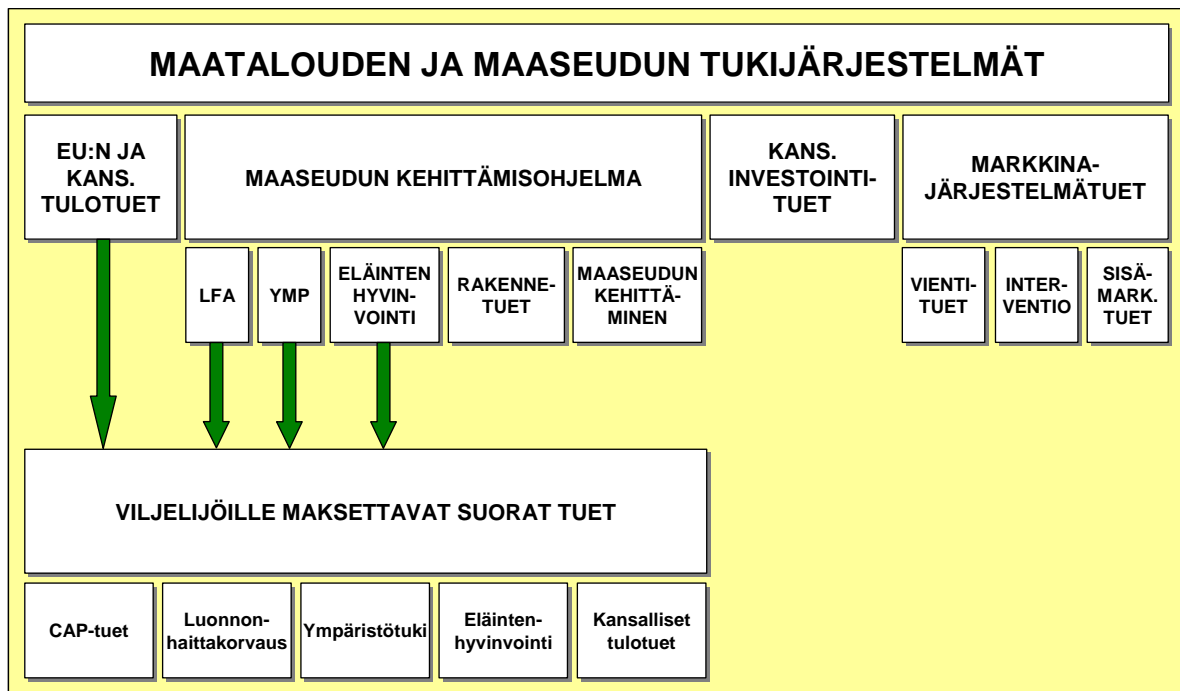 MAATALOUDEN JA MAASEUDUN TUKIJÄRJESTELMÄT
EU:N JA
KANS.
TULOTUET
MAASEUDUN KEHITTÄMISOHJELMA
KANS.
INVESTOINTI-
TUET
MARKKINA-
JÄRJESTELMÄTUET
LFA
YMP
ELÄINTEN
HYVIN-
VOINTI
RAKENNE-
TUET
MAASEUDUN
KEHITTÄ-
MINEN
VIENTI-
TUET
INTER-
VENTIO
SISÄ-
MARK.
TUET
VILJELIJÖILLE MAKSETTAVAT SUORAT TUET
CAP-tuet
Luonnon-
haittakorvaus
Ympäristötuki
Eläinten-
hyvinvointi
Kansalliset
tulotuet